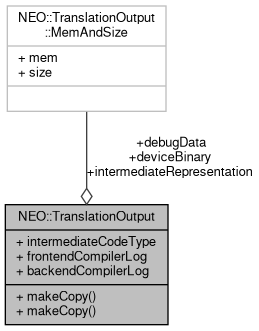 NEO::TranslationOutput
::MemAndSize
+ mem
+ size
+debugData
+deviceBinary
+intermediateRepresentation
NEO::TranslationOutput
+ intermediateCodeType
+ frontendCompilerLog
+ backendCompilerLog
+ makeCopy()
+ makeCopy()